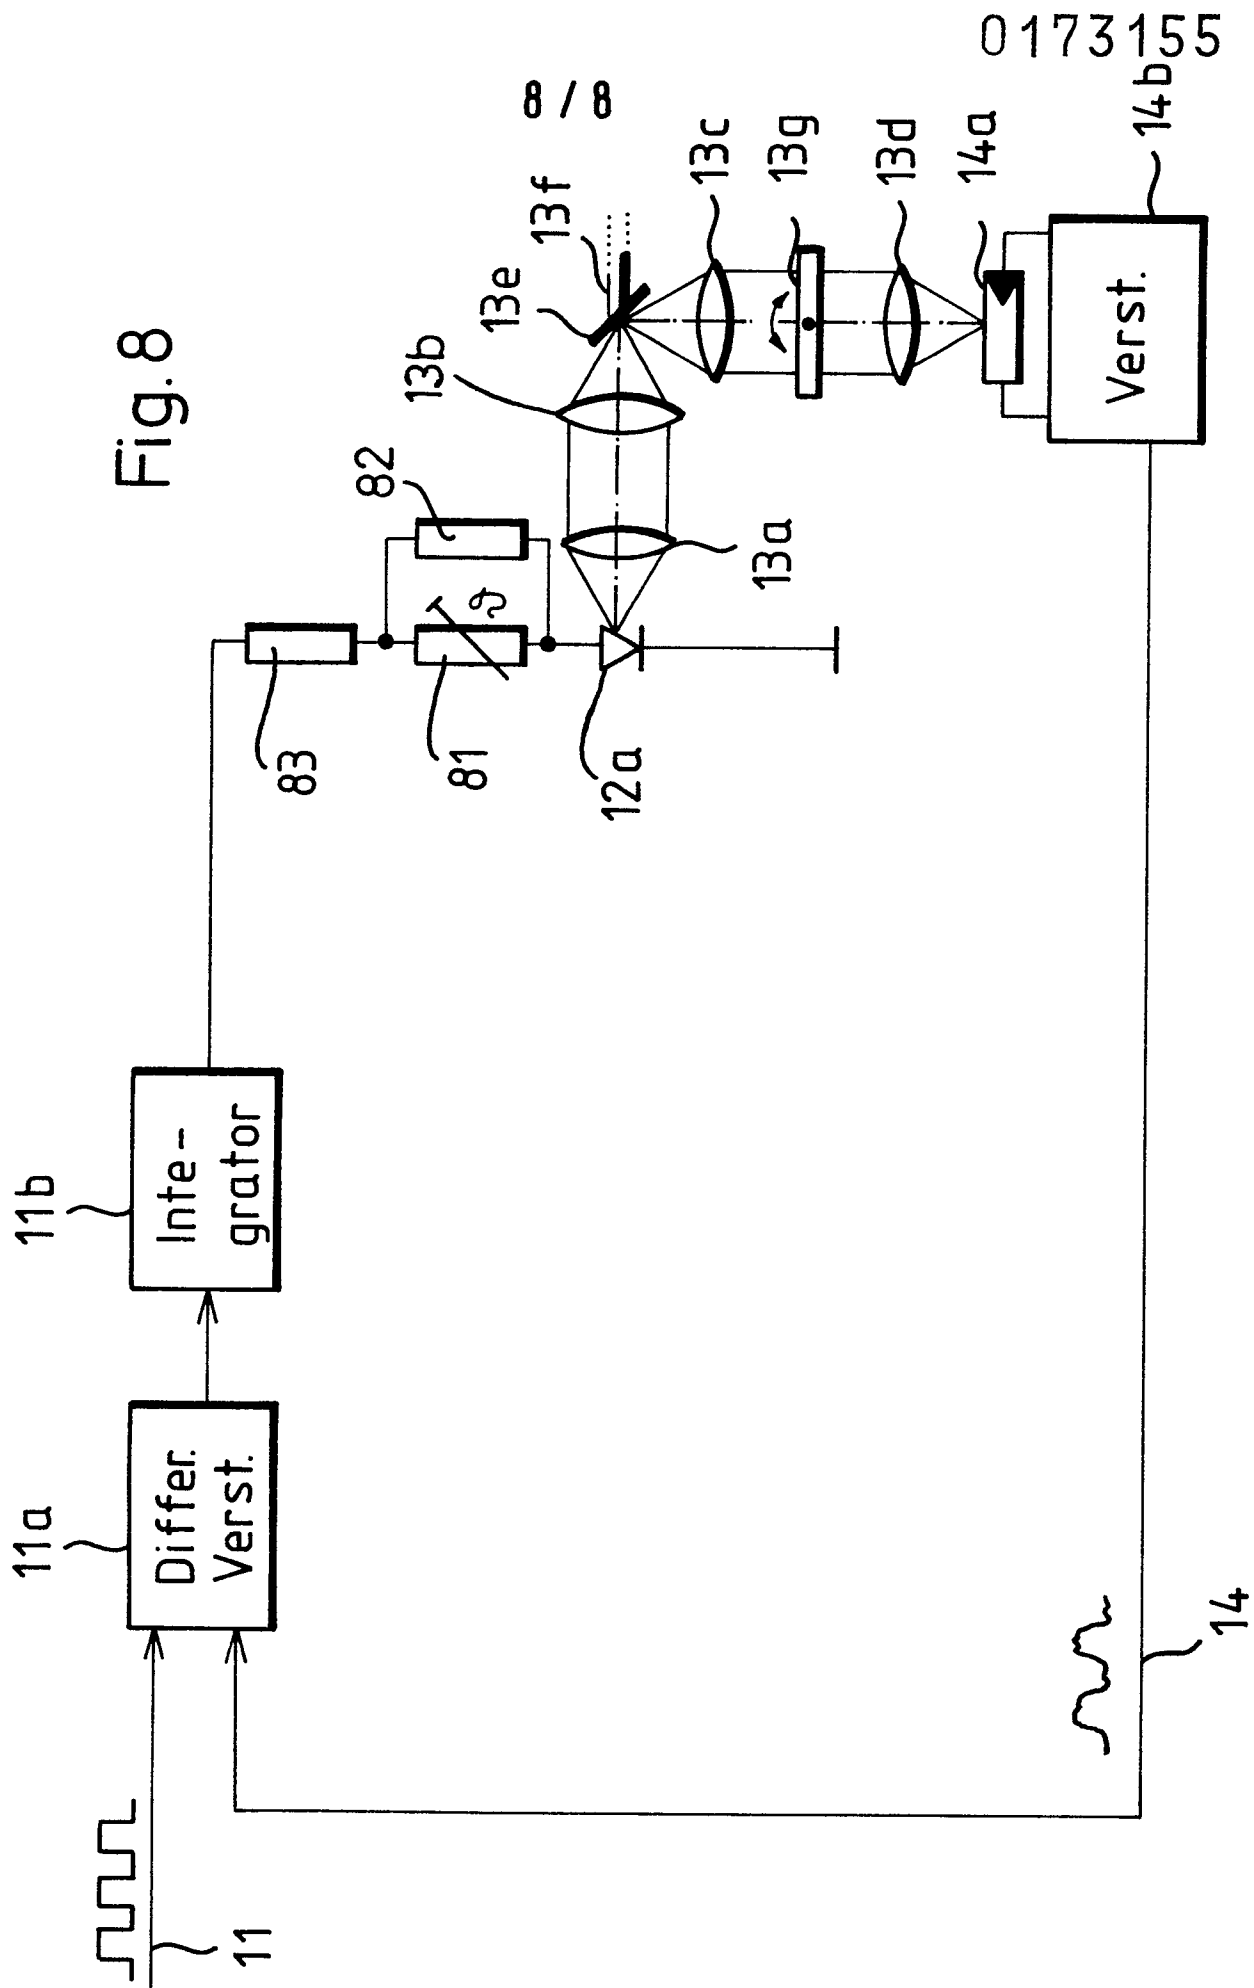 0173155
8 / 8
Fig. 8
11
11a
Differ.
Verst.
11b
Inte-
grator
83
81
82
ϑ
12a
13a
13b
13e
13f
13c
13g
13d
14a
14b
Verst.
14